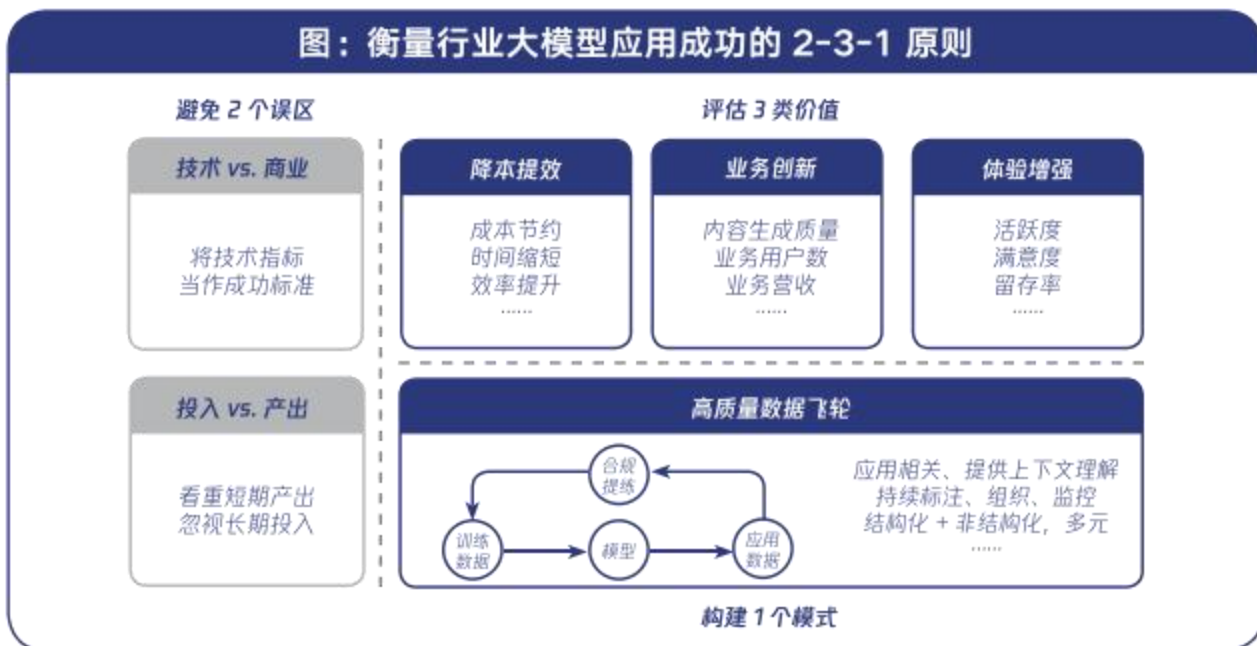 图：衡量行业大模型应用成功的 2-3-1 原则
避免 2 个误区
技术 vs. 商业
将技术指标
当作成功标准
投入 vs. 产出
看重短期产出
忽视长期投入
评估 3 类价值
降本提效
成本节约
时间缩短
效率提升
……
业务创新
内容生成质量
业务用户数
业务营收
……
体验增强
活跃度
满意度
留存率
……
高质量数据飞轮
合规
提练
训练
数据
模型
应用
数据
应用相关、提供上下文理解
持续标注、组织、监控
结构化 + 非结构化，多元
……
构建 1 个模式